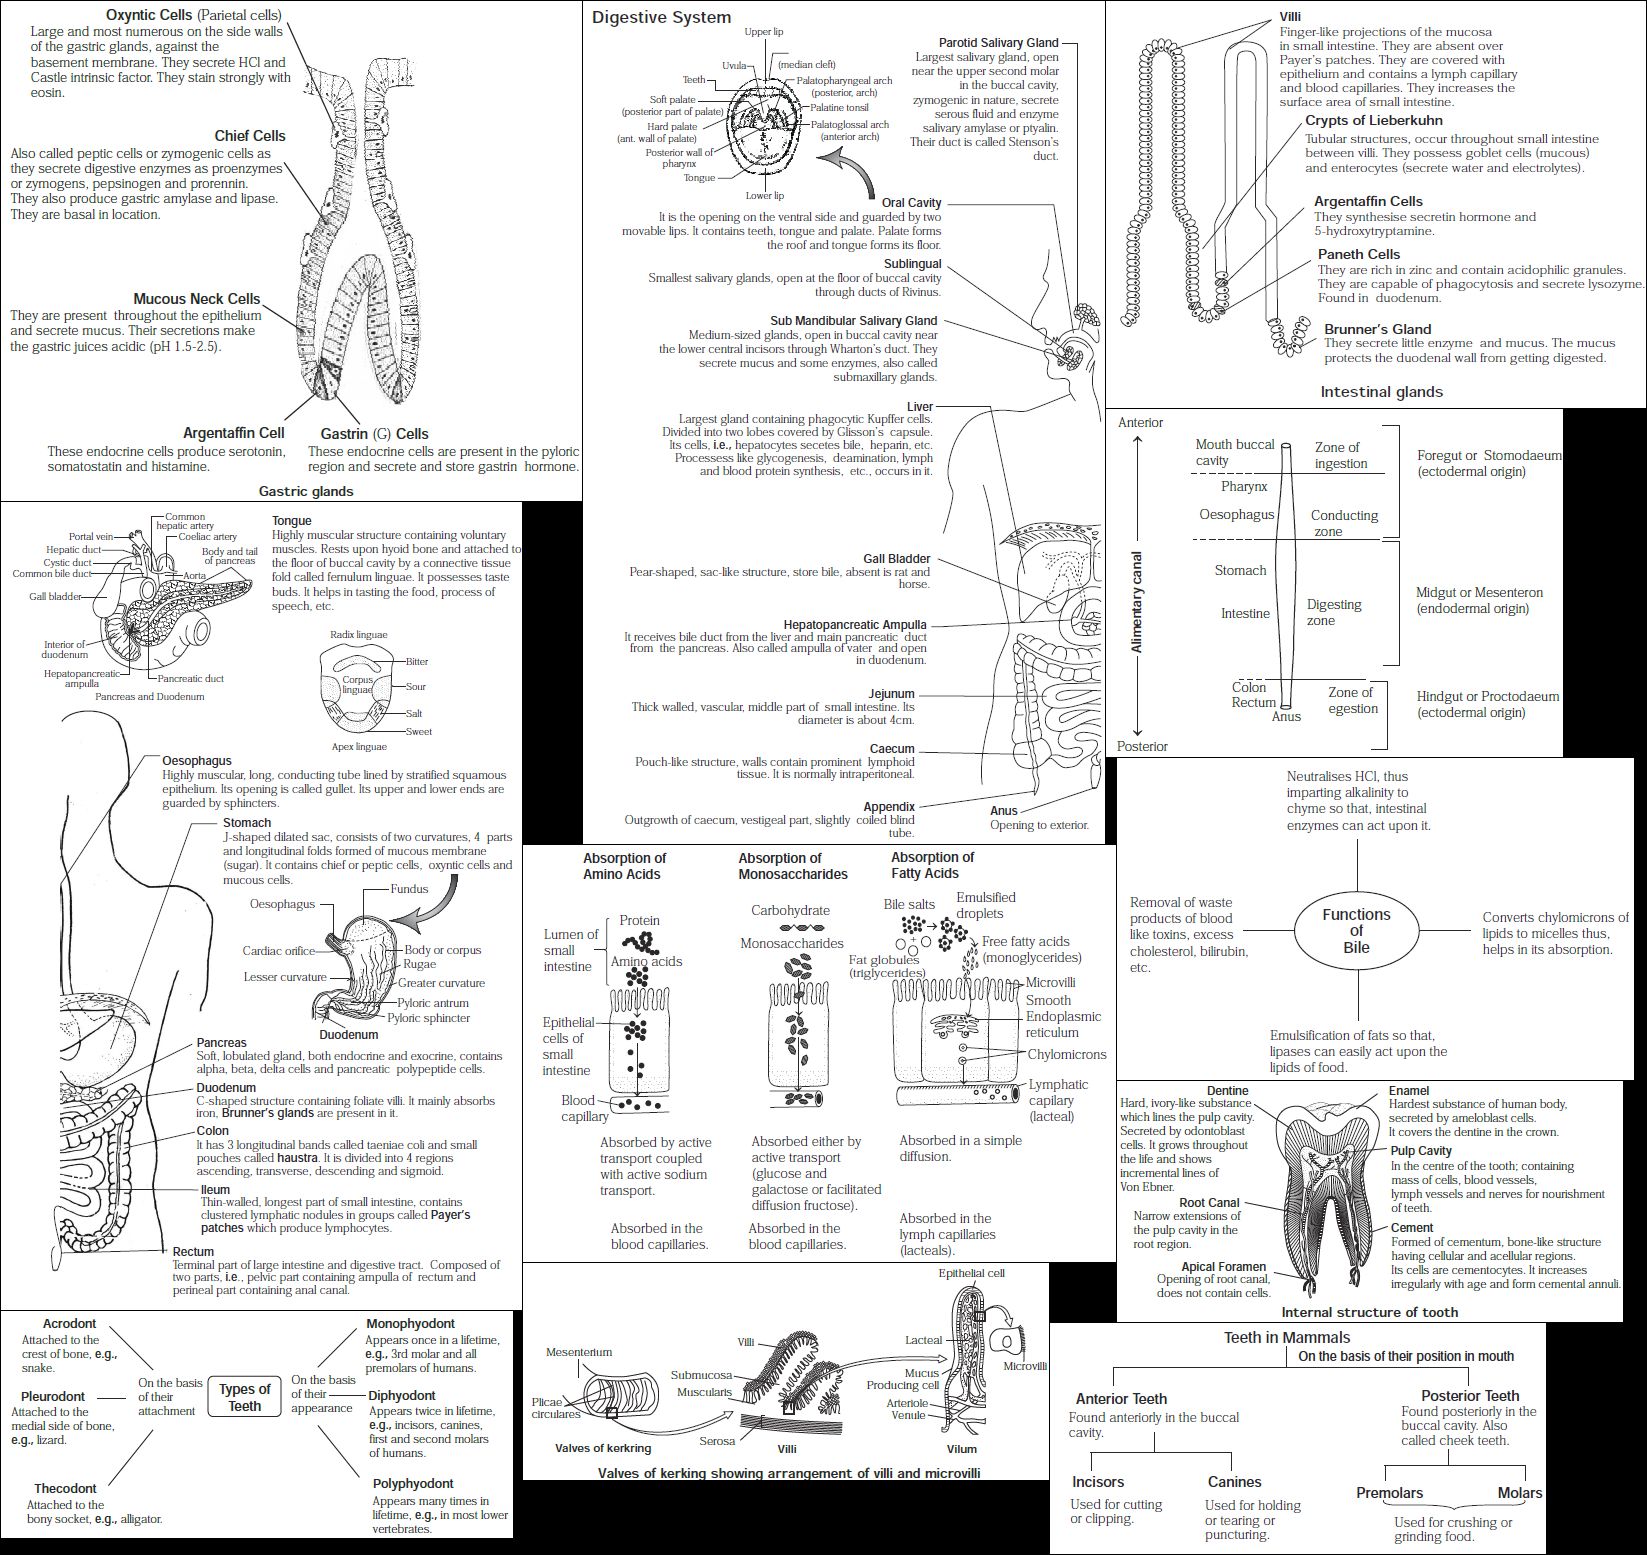 Oxyntic Cells (Parietal cells)
Large and most numerous on the side walls
of the gastric glands, against the
basement membrane. They secrete HCl and
Castle intrinsic factor. They stain strongly with
eosin.
Chief Cells
Also called peptic cells or zymogenic cells as
they secrete digestive enzymes as proenzymes
or zymogens, pepsinogen and prorennin.
They also produce gastric amylase and lipase.
They are basal in location.
Mucous Neck Cells
They are present throughout the epithelium
and secrete mucus. Their secretions make
the gastric juices acidic (pH 1.5-2.5).
Argentaffin Cell
These endocrine cells produce serotonin,
somatostatin and histamine.
Gastrin (G) Cells
These endocrine cells are present in the pyloric
region and secrete and store gastrin hormone.
Gastric glands
Digestive System
Upper lip
Uvula
(median cleft)
Teeth
Palatopharyngeal arch
(posterior, arch)
Soft palate
(posterior part of palate)
Palatine tonsil
Hard palate
(ant. wall of palate)
Palatoglossal arch
(anterior arch)
Posterior wall of
pharynx
Tongue
Lower lip
Parotid Salivary Gland
Largest salivary gland, open
near the upper second molar
in the buccal cavity,
zymogenic in nature, secrete
serous fluid and enzyme
salivary amylase or ptyalin.
Their duct is called Stenson's
duct.
Oral Cavity
It is the opening on the ventral side and guarded by two
movable lips. It contains teeth, tongue and palate. Palate forms
the roof and tongue forms its floor.
Sublingual
Smallest salivary glands, open at the floor of buccal cavity
through ducts of Rivinus.
Sub Mandibular Salivary Gland
Medium-sized glands, open in buccal cavity near
the lower central incisors through Wharton's duct. They
secrete mucus and some enzymes, also called
submaxillary glands.
Liver
Largest gland containing phagocytic Kupffer cells.
Divided into two lobes covered by Glisson's capsule.
Its cells, i.e., hepatocytes secetes bile, heparin, etc.
Processess like glycogenesis, deamination, lymph
and blood protein synthesis, etc., occurs in it.
Gall Bladder
Pear-shaped, sac-like structure, store bile, absent is rat and
horse.
Hepatopancreatic Ampulla
It receives bile duct from the liver and main pancreatic duct
from the pancreas. Also called ampulla of vater and open
in duodenum.
Jejunum
Thick walled, vascular, middle part of small intestine. Its
diameter is about 4cm.
Caecum
Pouch-like structure, walls contain prominent lymphoid
tissue. It is normally intraperitoneal.
Appendix
Outgrowth of caecum, vestigeal part, slightly coiled blind
tube.
Anus
Opening to exterior.
Villi
Finger-like projections of the mucosa
in small intestine. They are absent over
Payer's patches. They are covered with
epithelium and contains a lymph capillary
and blood capillaries. They increases the
surface area of small intestine.
Crypts of Lieberkuhn
Tubular structures, occur throughout small intestine
between villi. They possess goblet cells (mucous)
and enterocytes (secrete water and electrolytes).
Argentaffin Cells
They synthesise secretin hormone and
5-hydroxytryptamine.
Paneth Cells
They are rich in zinc and contain acidophilic granules.
They are capable of phagocytosis and secrete lysozyme.
Found in duodenum.
Brunner's Gland
They secrete little enzyme and mucus. The mucus
protects the duodenal wall from getting digested.
Intestinal glands
Anterior
Alimentary canal
Posterior
Mouth buccal
cavity
Zone of
ingestion
Foregut or Stomodaeum
(ectodermal origin)
Pharynx
Oesophagus
Conducting
zone
Stomach
Intestine
Digesting
zone
Midgut or Mesenteron
(endodermal origin)
Colon
Rectum
Anus
Zone of
egestion
Hindgut or Proctodaeum
(ectodermal origin)
Common
hepatic artery
Portal vein
Coeliac artery
Hepatic duct
Cystic duct
Body and tail
of pancreas
Common bile duct
Aorta
Gall bladder
Interior of
duodenum
Hepatopancreatic
ampulla
Pancreatic duct
Pancreas and Duodenum
Tongue
Highly muscular structure containing voluntary
muscles. Rests upon hyoid bone and attached to
the floor of buccal cavity by a connective tissue
fold called fernulum linguae. It possesses taste
buds. It helps in tasting the food, process of
speech, etc.
Radix linguae
Bitter
Corpus
linguae
Sour
Salt
Sweet
Apex linguae
Oesophagus
Highly muscular, long, conducting tube lined by stratified squamous
epithelium. Its opening is called gullet. Its upper and lower ends are
guarded by sphincters.
Stomach
J-shaped dilated sac, consists of two curvatures, 4 parts
and longitudinal folds formed of mucous membrane
(sugar). It contains chief or peptic cells, oxyntic cells and
mucous cells.
Fundus
Oesophagus
Cardiac orifice
Body or corpus
Rugae
Lesser curvature
Greater curvature
Pyloric antrum
Pyloric sphincter
Duodenum
Pancreas
Soft, lobulated gland, both endocrine and exocrine, contains
alpha, beta, delta cells and pancreatic polypeptide cells.
Duodenum
C-shaped structure containing foliate villi. It mainly absorbs
iron, Brunner's glands are present in it.
Colon
It has 3 longitudinal bands called taeniae coli and small
pouches called haustra. It is divided into 4 regions
ascending, transverse, descending and sigmoid.
Ileum
Thin-walled, longest part of small intestine, contains
clustered lymphatic nodules in groups called Payer's
patches which produce lymphocytes.
Rectum
Terminal part of large intestine and digestive tract. Composed of
two parts, i.e., pelvic part containing ampulla of rectum and
perineal part containing anal canal.
Absorption of
Amino Acids
Absorption of
Monosaccharides
Absorption of
Fatty Acids
Lumen of
small
intestine
Protein
Amino acids
Carbohydrate
Monosaccharides
Bile salts
Emulsified
droplets
Fat globules
(triglycerides)
Free fatty acids
(monoglycerides)
Microvilli
Smooth
Endoplasmic
reticulum
Epithelial
cells of
small
intestine
Chylomicrons
Blood
capillary
Lymphatic
capilary
(lacteal)
Absorbed by active
transport coupled
with active sodium
transport.
Absorbed either by
active transport
(glucose and
galactose or facilitated
diffusion fructose).
Absorbed in a simple
diffusion.
Absorbed in the
blood capillaries.
Absorbed in the
blood capillaries.
Absorbed in the
lymph capillaries
(lacteals).
Neutralises HCl, thus
imparting alkalinity to
chyme so that, intestinal
enzymes can act upon it.
Removal of waste
products of blood
like toxins, excess
cholesterol, bilirubin,
etc.
Functions
of
Bile
Converts chylomicrons of
lipids to micelles thus,
helps in its absorption.
Emulsification of fats so that,
lipases can easily act upon the
lipids of food.
Dentine
Hard, ivory-like substance
which lines the pulp cavity.
Secreted by odontoblast
cells. It grows throughout
the life and shows
incremental lines of
Von Ebner.
Root Canal
Narrow extensions of
the pulp cavity in the
root region.
Apical Foramen
Opening of root canal,
does not contain cells.
Enamel
Hardest substance of human body,
secreted by ameloblast cells.
It covers the dentine in the crown.
Pulp Cavity
In the centre of the tooth; containing
mass of cells, blood vessels,
lymph vessels and nerves for nourishment
of teeth.
Cement
Formed of cementum, bone-like structure
having cellular and acellular regions.
Its cells are cementocytes. It increases
irregularly with age and form cemental annuli.
Internal structure of tooth
Acrodont
Attached to the
crest of bone, e.g.,
snake.
Pleurodont
Attached to the
medial side of bone,
e.g., lizard.
Thecodont
Attached to the
bony socket, e.g., alligator.
On the basis
of their
attachment
Types of
Teeth
On the basis
of their
appearance
Monophyodont
Appears once in a lifetime,
e.g., 3rd molar and all
premolars of humans.
Diphyodont
Appears twice in lifetime,
e.g., incisors, canines,
first and second molars
of humans.
Polyphyodont
Appears many times in
lifetime, e.g., in most lower
vertebrates.
Mesenterium
Plicae
circulares
Valves of kerkring
Villi
Submucosa
Muscularis
Serosa
Villi
Epithelial cell
Lacteal
Microvilli
Mucus
Producing cell
Arteriole
Venule
Vilum
Valves of kerking showing arrangement of villi and microvilli
Teeth in Mammals
On the basis of their position in mouth
Anterior Teeth
Found anteriorly in the buccal
cavity.
Posterior Teeth
Found posteriorly in the
buccal cavity. Also
called cheek teeth.
Incisors
Used for cutting
or clipping.
Canines
Used for holding
or tearing or
puncturing.
Premolars
Molars
Used for crushing or
grinding food.